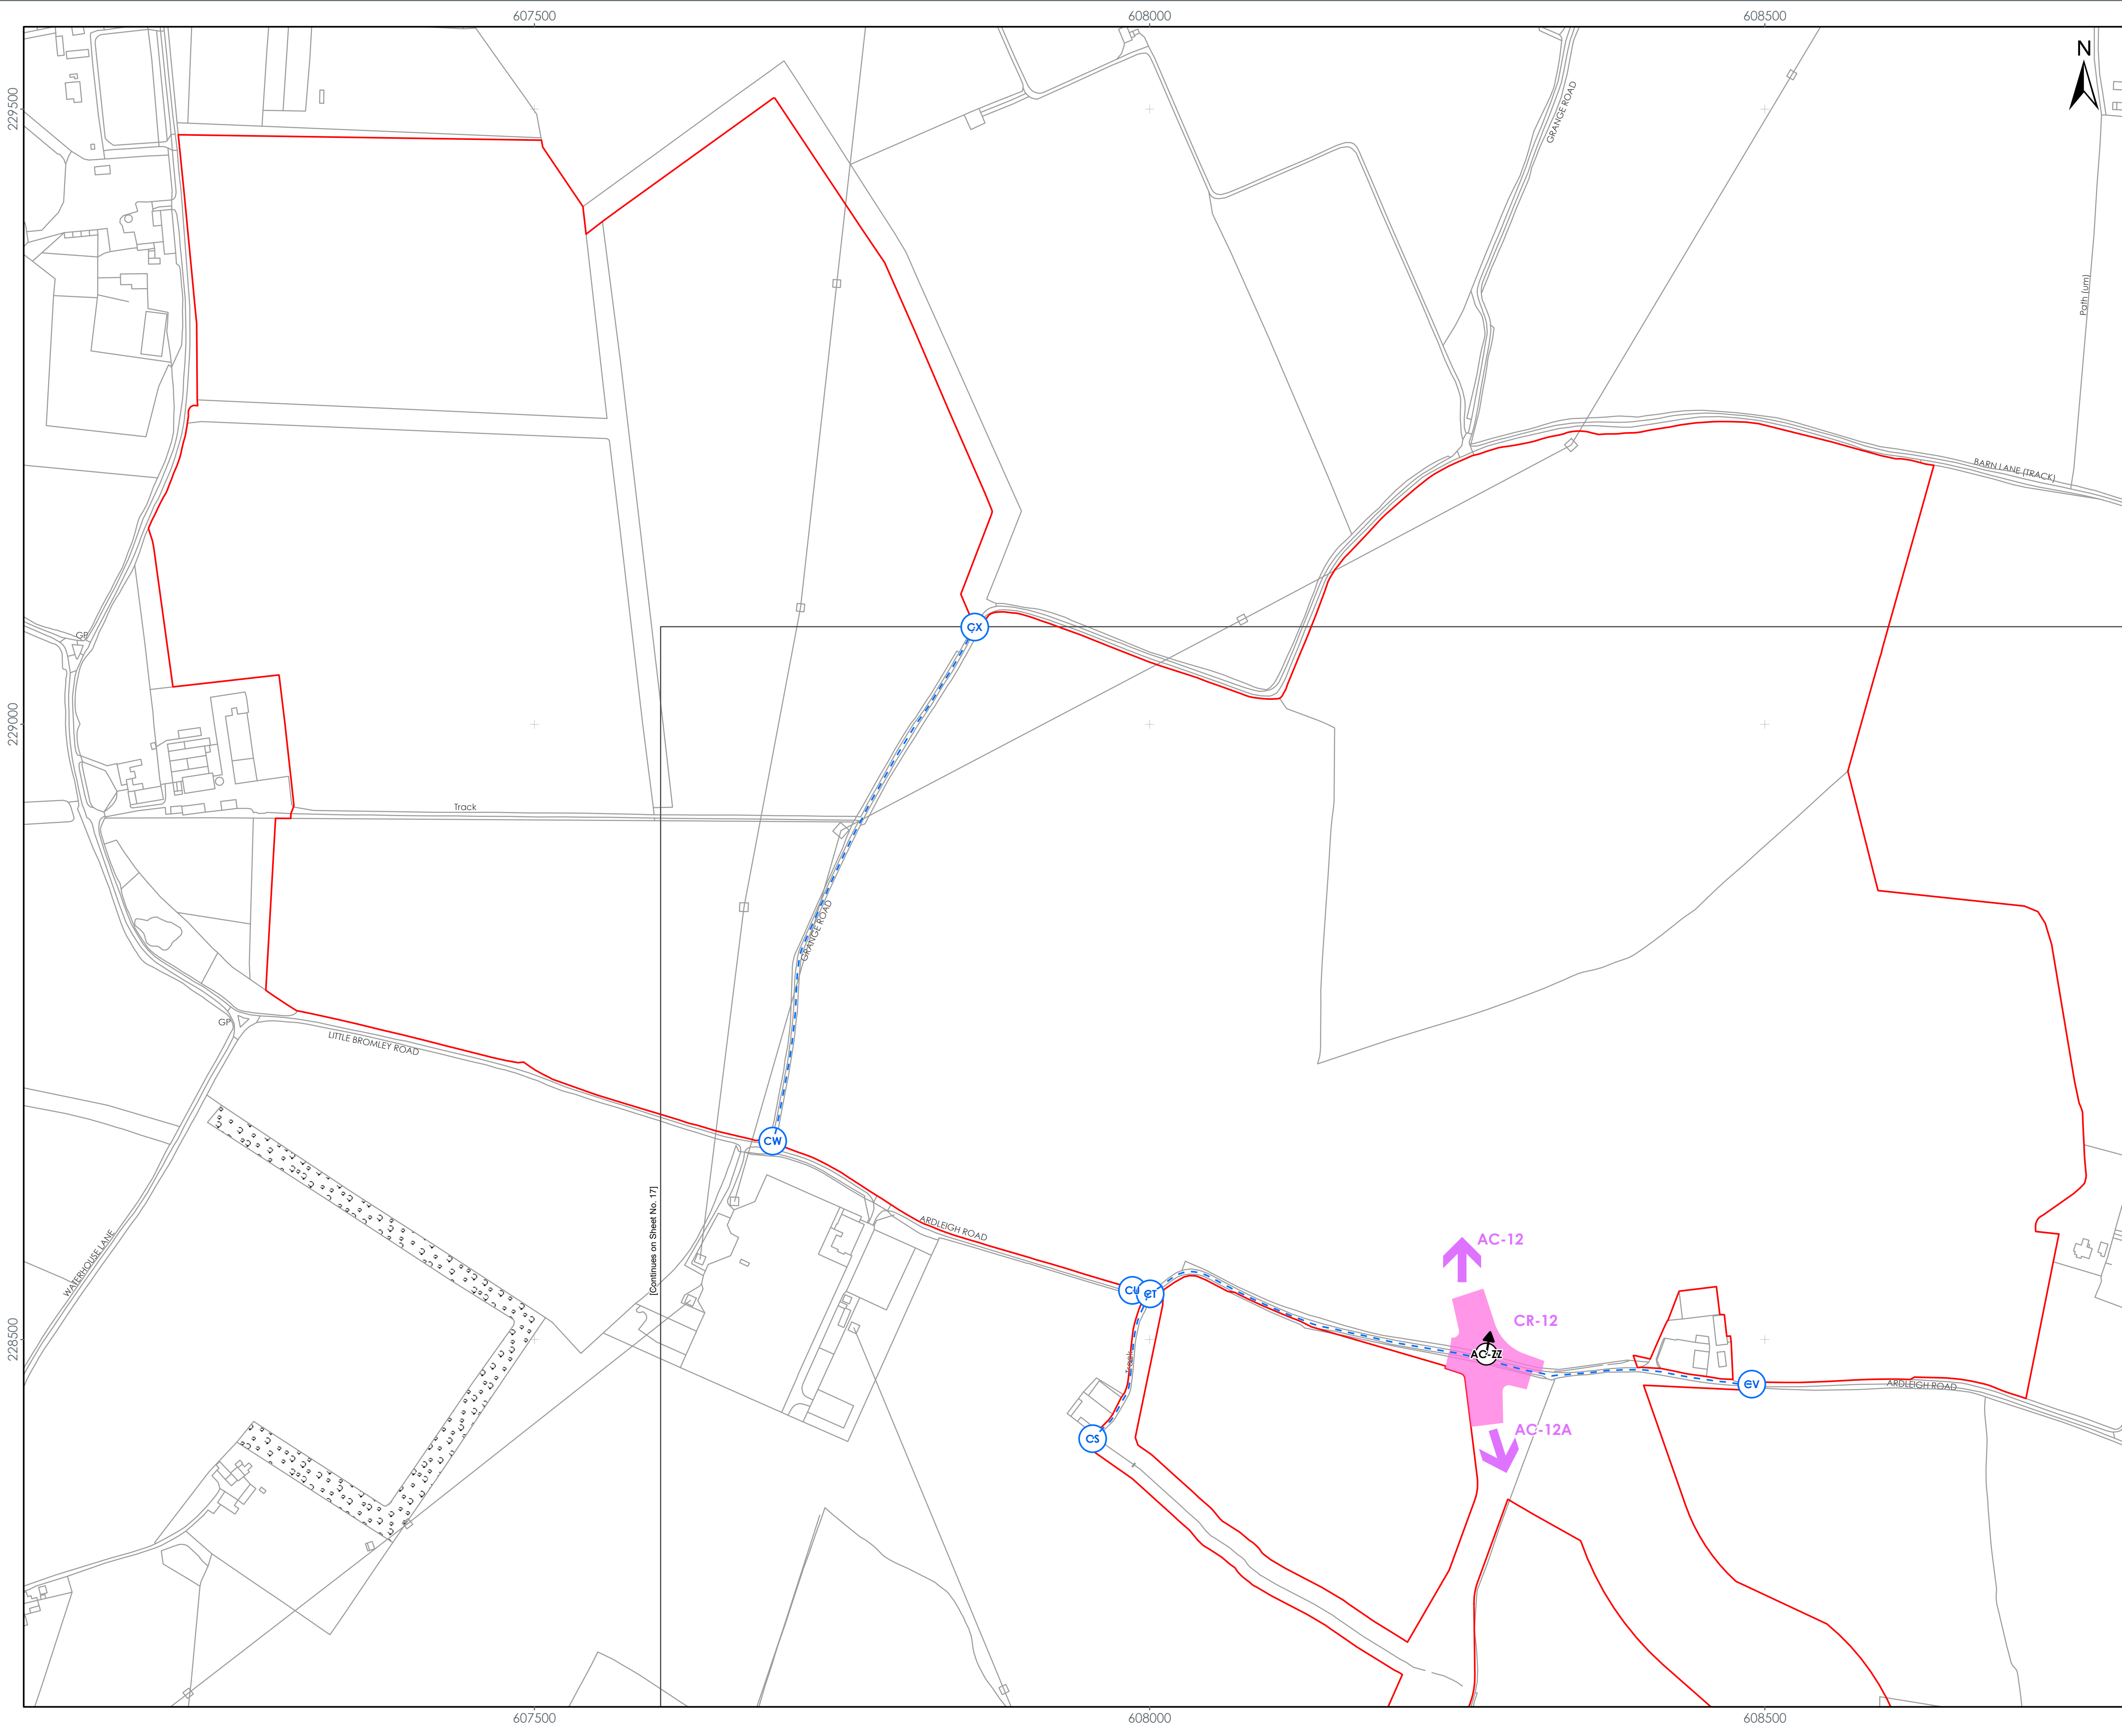 607500
608000
608500
N
229500
GRANGE ROAD
Path (um)
BARN LANE (TRACK)
GP
CX
229000
Track
GRANGE ROAD
GP
LITTLE BROMLEY ROAD
CW
[Continues on Sheet No. 17]
WATERHOUSE LANE
ARDLEIGH ROAD
AC-12
CU
CT
CR-12
228500
AC-ZZ
Track
CV
ARDLEIGH ROAD
AC-12A
CS
607500
608000
608500